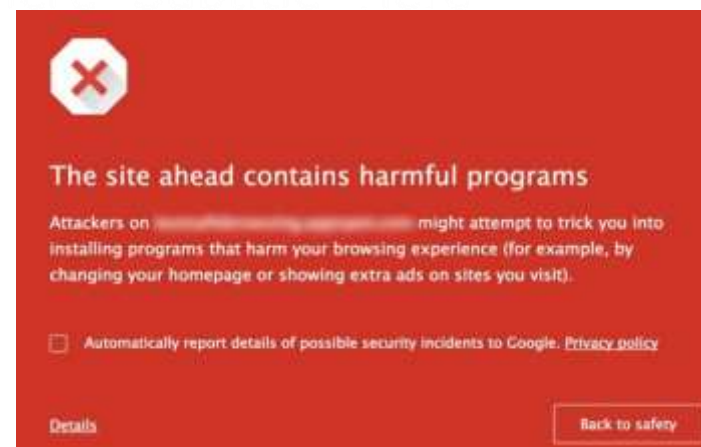 The site ahead contains harmful programs
Attackers on might attempt to trick you into
installing programs that harm your browsing experience (for example, by
changing your homepage or showing extra ads on sites you visit).
Automatically report details of possible security incidents to Google. Privacy policy
Details
Back to safety